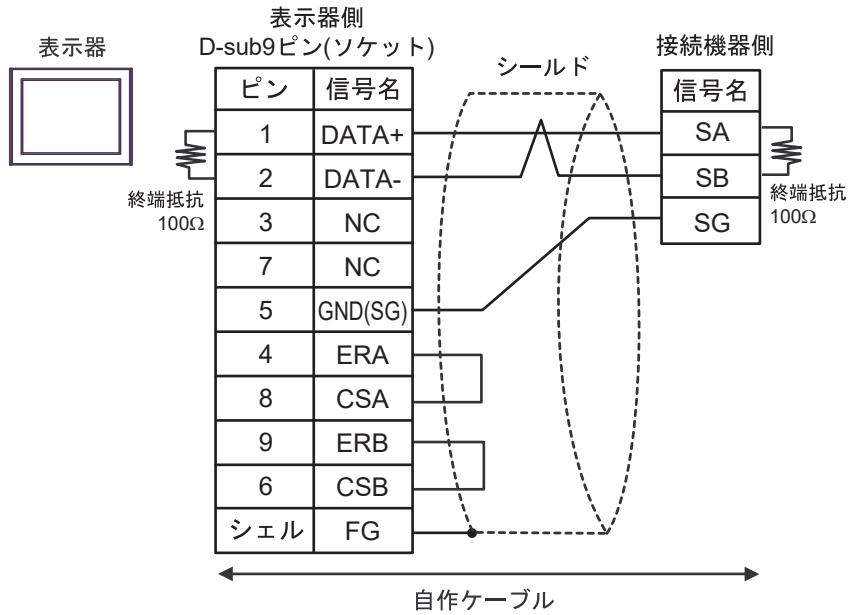 表示器
表示器側
D-sub9ピン(ソケット)
シールド
接続機器側
ピン 信号名
信号名
1 DATA+
SA
2 DATA-
SB
3 NC
SG
7 NC
5 GND(SG)
4 ERA
8 CSA
9 ERB
6 CSB
シェル FG
終端抵抗
100Ω
終端抵抗
100Ω
自作ケーブル